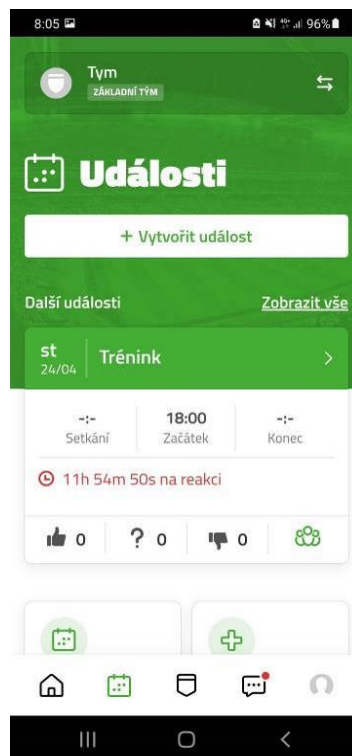 8:05 96%
Tym
ZÁKLADNÍ TÝM
Události
+ Vytvořit událost
Další události Zobrazit vše
st
24/04 Trénink
-:- 18:00 -:-
Setkání Začátek Konec
11h 54m 50s na reakci
0 ? 0 0